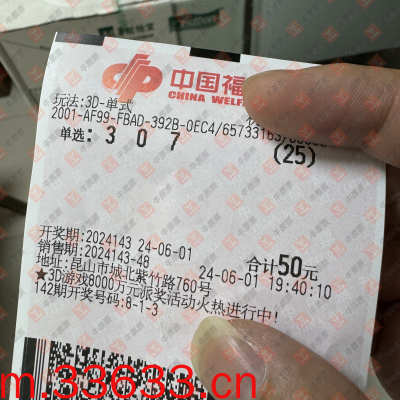 中国福
CHINA WELF
玩法:3D-单式
2001-AF99-FBAD-392B-0EC4/65733163/
单选: 3 0 7 (25)
开奖期:2024143 24-06-01
销售期:2024143-48 24-06-01 19:40:10
地址:昆山市城北紫竹路760号 合计50元
★3D游戏8000万元派奖活动火热进行中!
142期开奖号码:8-1-3
m.33633.cn